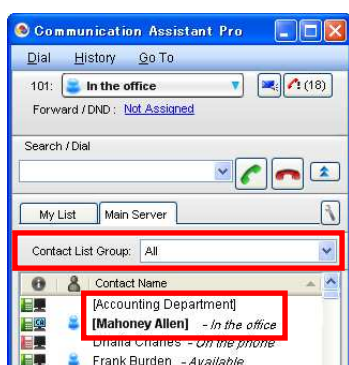 Communication Assistant Pro
Dial History Go To
101: In the office (18)
Forward / DND : Not Assigned
Search / Dial
My List Main Server
Contact List Group: All
Contact Name
[Accounting Department]
[Mahoney Allen] - In the office
Charles - On the phone
Frank Burden - Available